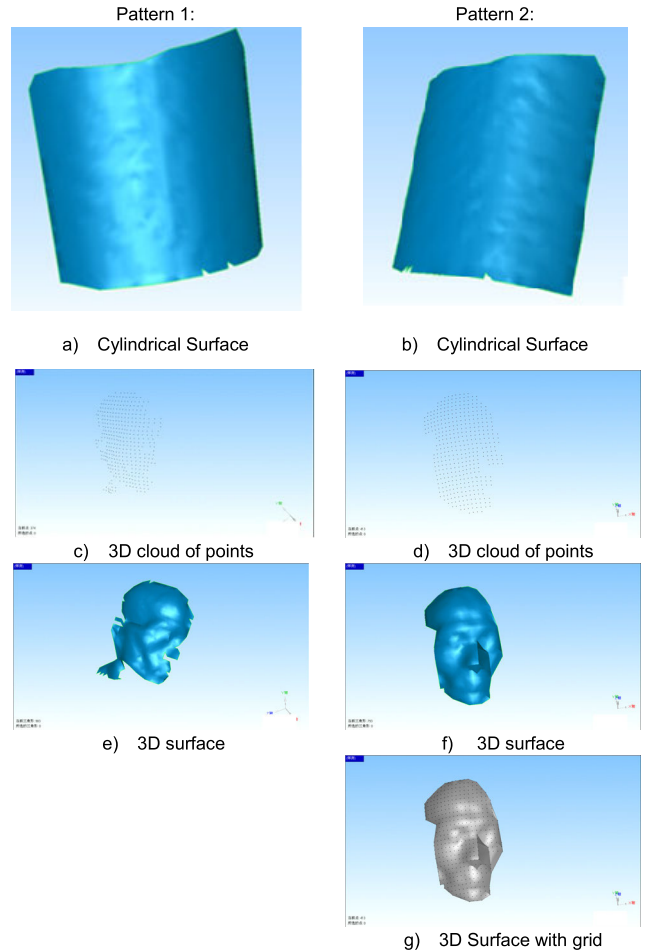 Pattern 1:
Pattern 2:
a) Cylindrical Surface
b) Cylindrical Surface
c) 3D cloud of points
d) 3D cloud of points
e) 3D surface
f) 3D surface
g) 3D Surface with grid